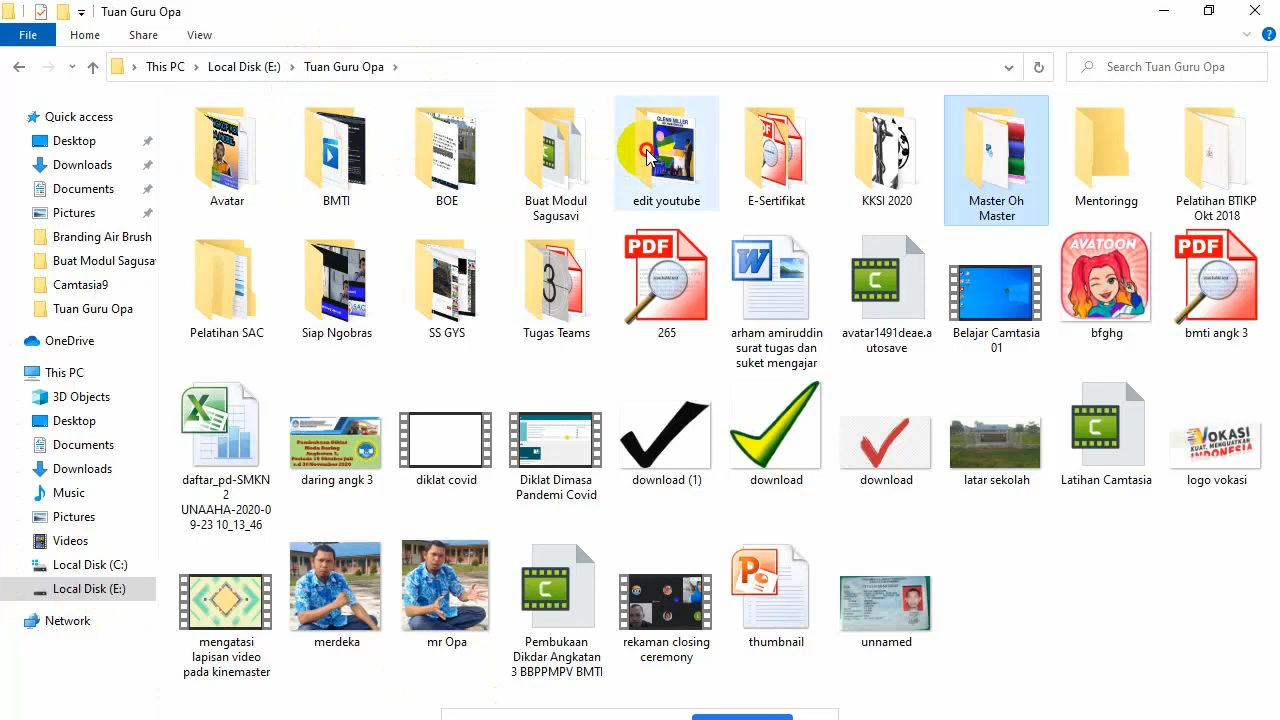 Tuan Guru Opa
File
Home
Share
View
This PC
Local Disk (E:)
Tuan Guru Opa
Search Tuan Guru Opa
Quick access
Desktop
Downloads
Documents
Pictures
Branding Air Brush
Buat Modul Sagusa
Camtasia9
Tuan Guru Opa
OneDrive
This PC
3D Objects
Desktop
Documents
Downloads
Music
Pictures
Videos
Local Disk (C:)
Local Disk (E:)
Network
GLENN MILLER
Avatar
BMTI
BOE
Buat Modul
Sagusavi
edit youtube
E-Sertifikat
KKSI 2020
Master Oh
Master
Mentoringg
Pelatihan BTIKP
Okt 2018
PDF
AVATOON
PDF
Pelatihan SAC
Siap Ngobras
SS GYS
Tugas Teams
265
arham amiruddin
surat tugas dan
suket mengajar
avatar1491deae.a
utosave
Belajar Camtasia
01
bfghg
bmti angk 3
VOKASI
KUAT, MENGUATKAN
INDONESIA
daftar_pd-SMKN
2
UNAAHA-2020-0
9-23 10_13_46
daring angk 3
diklat covid
Diklat Dimasa
Pandemi Covid
download (1)
download
download
latar sekolah
Latihan Camtasia
logo vokasi
mengatasi
lapisan video
pada kinemaster
merdeka
mr Opa
Pembukaan
Dikdar Angkatan
3 BBPPMPV BMTI
rekaman closing
ceremony
thumbnail
unnamed